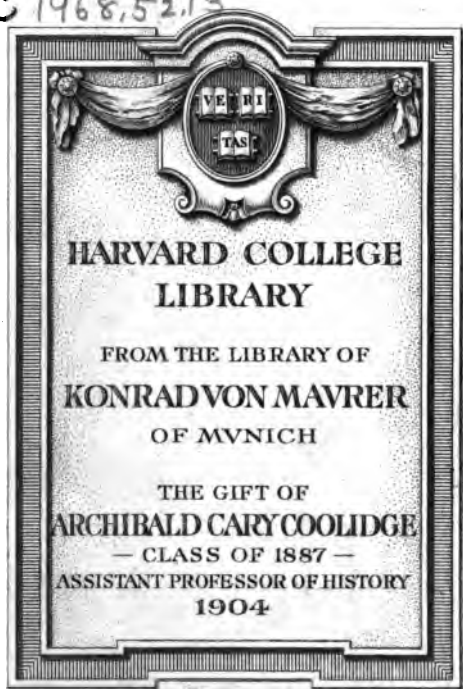 1968.52.13
VE RI
TAS
HARVARD COLLEGE
LIBRARY
FROM THE LIBRARY OF
KONRAD VON MAVRER
OF MVNICH
THE GIFT OF
ARCHIBALD CARY COOLIDGE
— CLASS OF 1887 —
ASSISTANT PROFESSOR OF HISTORY
1904